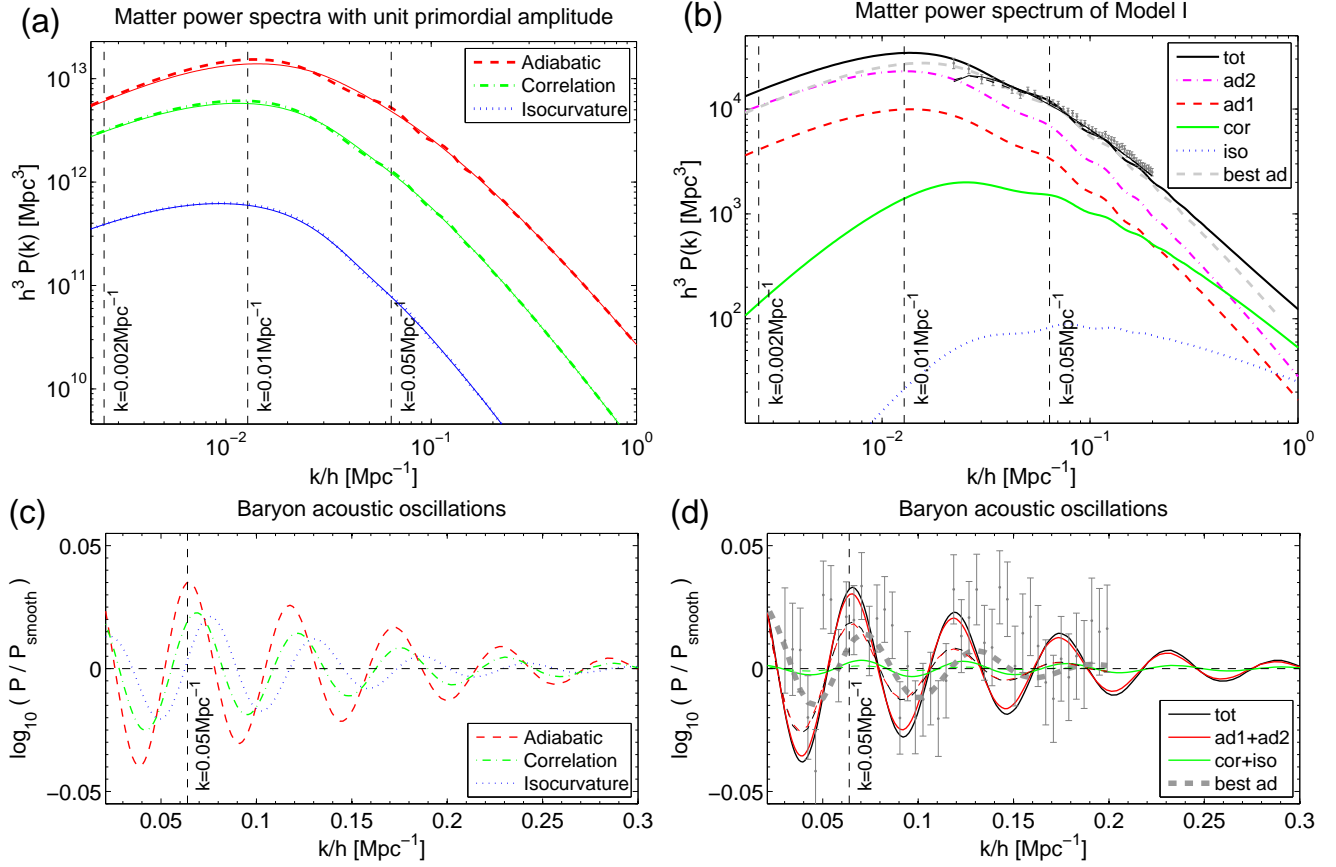 (a)
Matter power spectra with unit primordial amplitude
h³ P(k) [Mpc³]
10¹³
10¹²
10¹¹
10¹⁰
Adiabatic
Correlation
Isocurvature
k=0.002Mpc⁻¹
k=0.01Mpc⁻¹
k=0.05Mpc⁻¹
10⁻²
10⁻¹
10⁰
k/h [Mpc⁻¹]
(b)
Matter power spectrum of Model I
h³ P(k) [Mpc³]
10⁴
10³
10²
tot
ad2
ad1
cor
iso
best ad
k=0.002Mpc⁻¹
k=0.01Mpc⁻¹
k=0.05Mpc⁻¹
10⁻²
10⁻¹
10⁰
k/h [Mpc⁻¹]
(c)
Baryon acoustic oscillations
log₁₀ ( P / P_smooth )
0.05
0
−0.05
k=0.05Mpc⁻¹
Adiabatic
Correlation
Isocurvature
0.05
0.1
0.15
0.20
0.25
0.3
k/h [Mpc⁻¹]
(d)
Baryon acoustic oscillations
log₁₀ ( P / P_smooth )
0.05
0
−0.05
k=0.05Mpc⁻¹
tot
ad1+ad2
cor+iso
best ad
0.05
0.1
0.15
0.20
0.25
0.3
k/h [Mpc⁻¹]